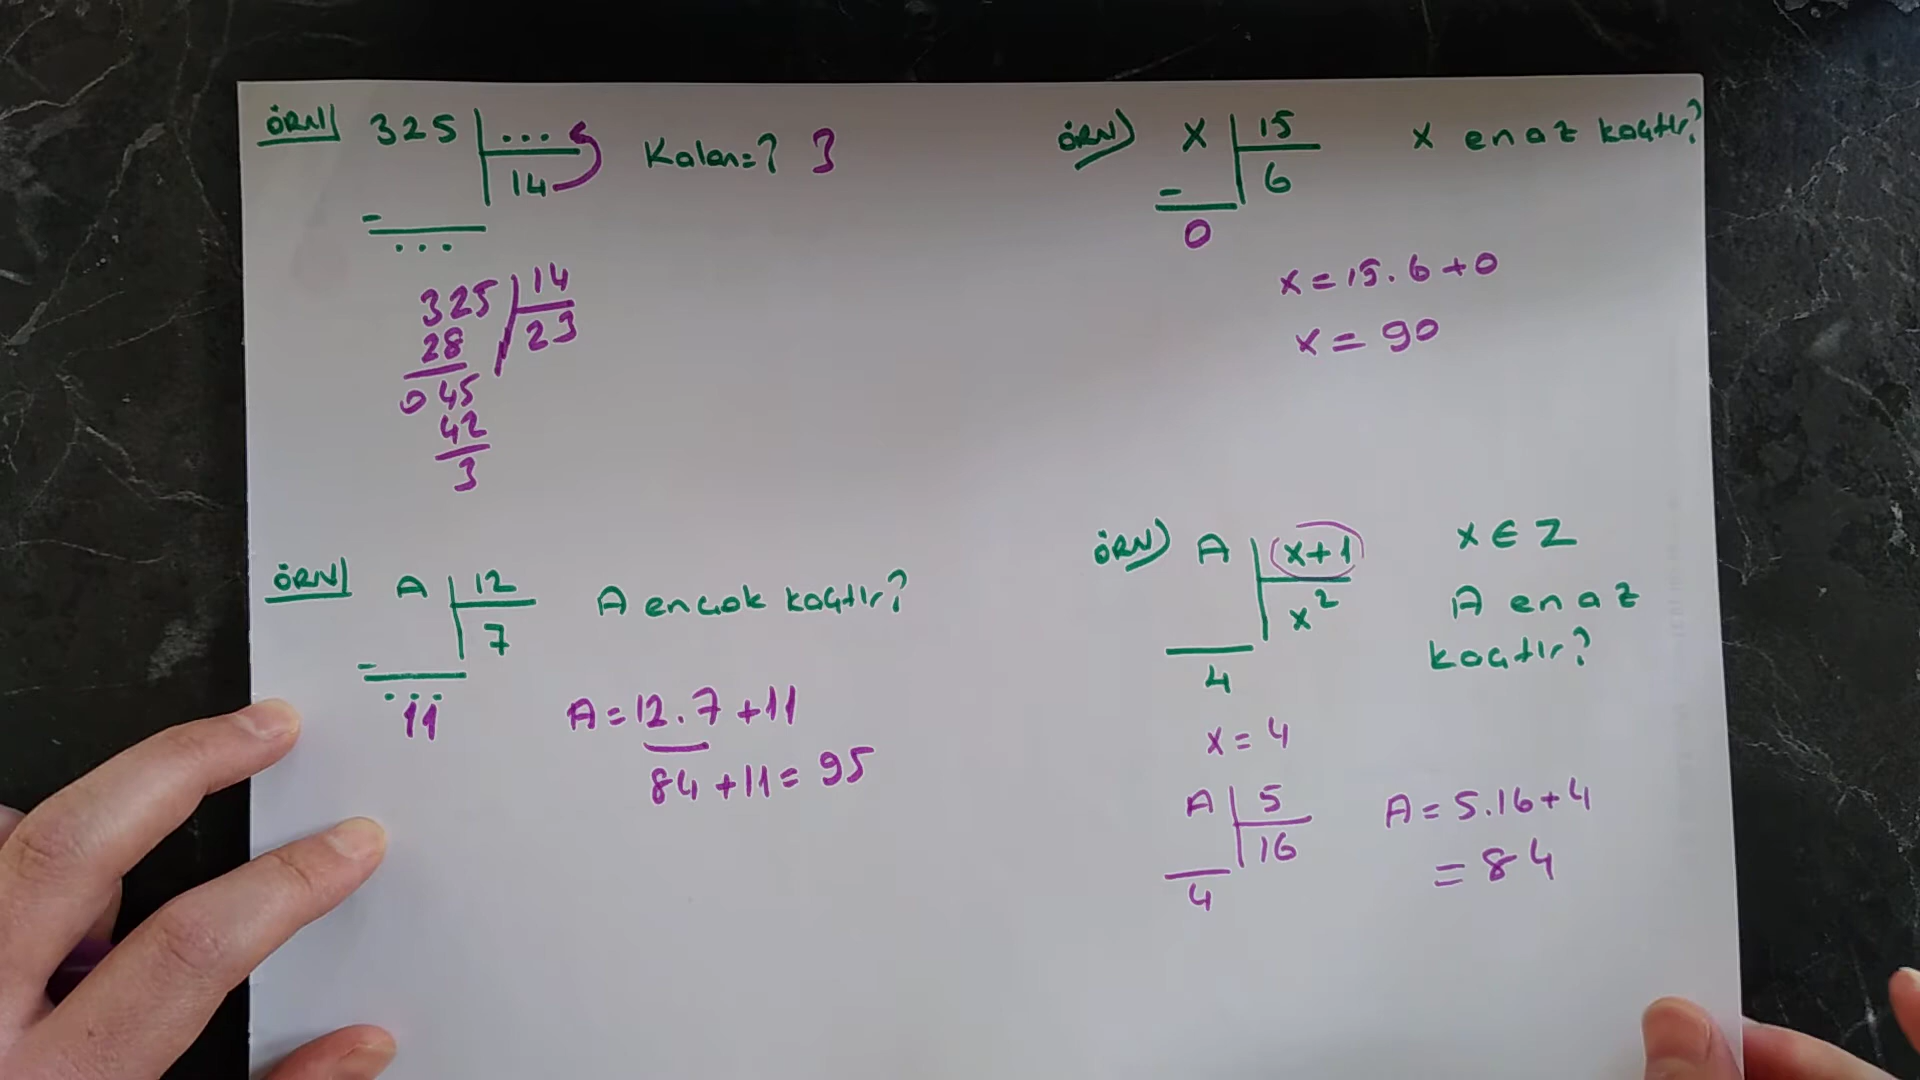 ÖRN) 325 | ... Kalan=? 3
14
- ...
325 | 14
28 23
045
42
3
ÖRN) X | 15 X en az kaçtır?
- 6
0
x = 15.6+0
x = 90
ÖRN) A | 12 A en çok kaçtır?
7
- ...
11
A = 12.7 +11
84 +11 = 95
ÖRN) A | x+1 x ∈ Z
x² A en az
kaçtır?
4
x = 4
A | 5 A = 5.16+4
16
= 84
4